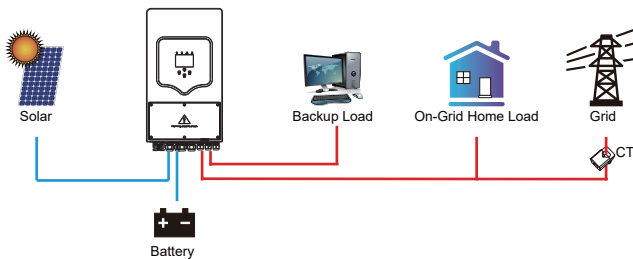 Solar
Backup Load
On-Grid Home Load
Grid
CT
Battery